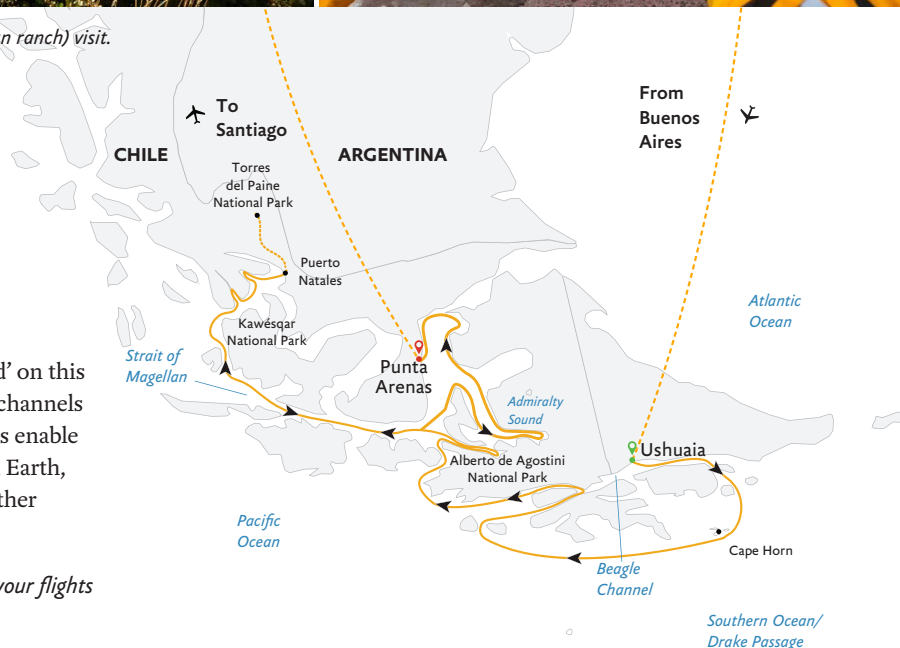 n ranch) visit.
To
Santiago
From
Buenos
Aires
CHILE
ARGENTINA
Torres
del Paine
National Park
Puerto
Natales
Atlantic
Ocean
Kawésqar
National Park
Strait of
Magellan
Punta
Arenas
d’ on this
channels
s enable
Earth,
ther
Admiralty
Sound
Ushuaia
Alberto de Agostini
National Park
Pacific
Ocean
Cape Horn
Beagle
Channel
your flights
Southern Ocean/
Drake Passage